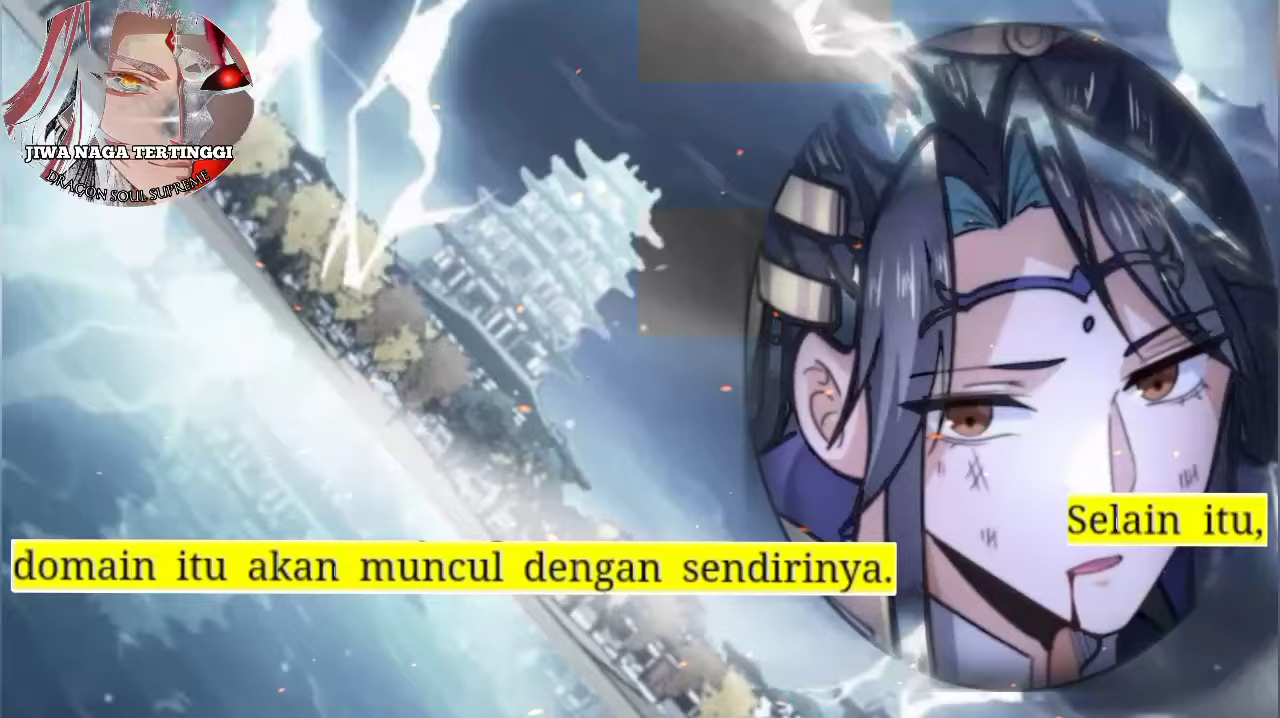 JIWA NAGA TERTINGGI
DRAGON SOUL SUPREME
Selain itu,
domain itu akan muncul dengan sendirinya.